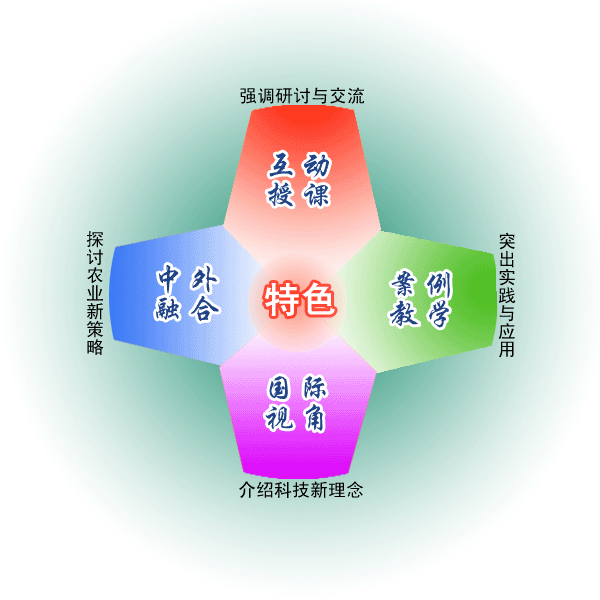 强调研讨与交流
互动
授课
探讨农业新策略
中外
融合
特色
案例
教学
突出实践与应用
国际
视角
介绍科技新理念